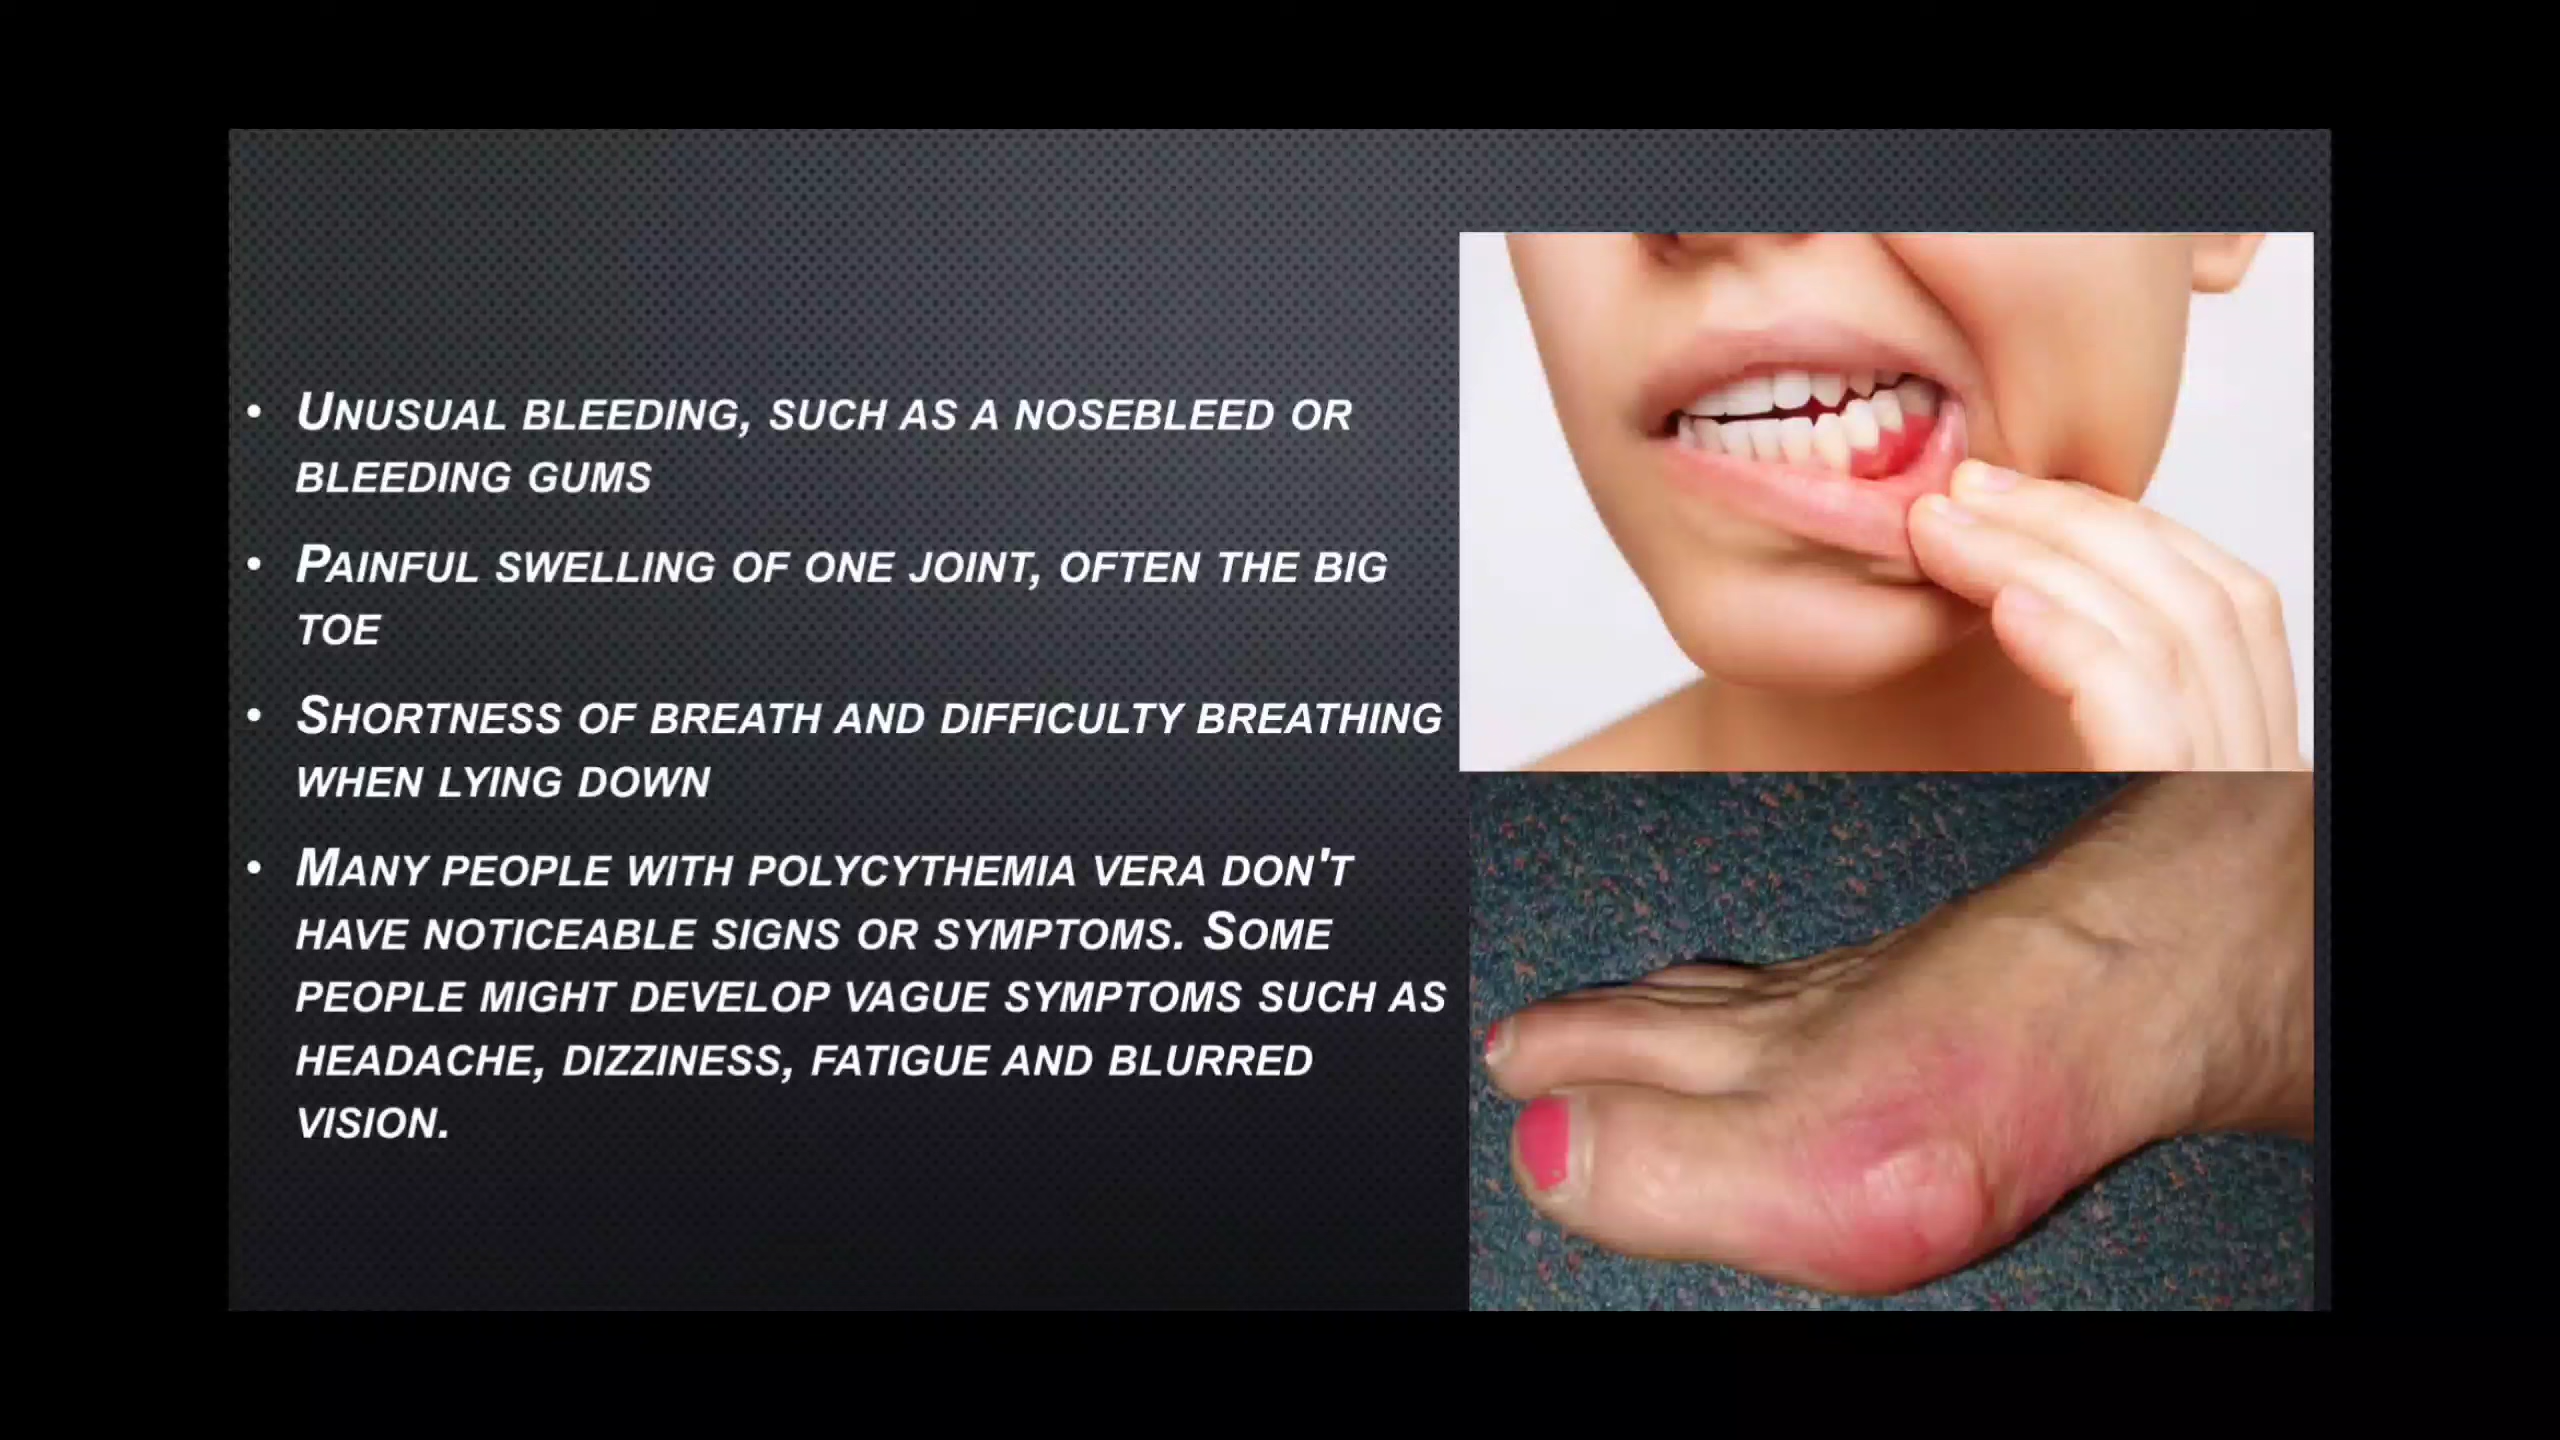 • Unusual bleeding, such as a nosebleed or
bleeding gums
• Painful swelling of one joint, often the big
toe
• Shortness of breath and difficulty breathing
when lying down
• Many people with polycythemia vera don't
have noticeable signs or symptoms. Some
people might develop vague symptoms such as
headache, dizziness, fatigue and blurred
vision.